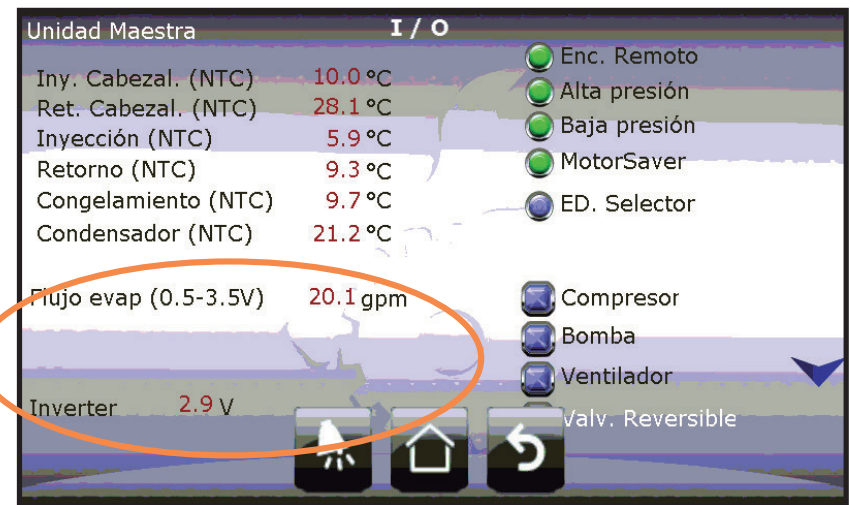 Unidad Maestra
I / O
Iny. Cabezal. (NTC) 10.0 °C
Ret. Cabezal. (NTC) 28.1 °C
Inyección (NTC) 5.9 °C
Retorno (NTC) 9.3 °C
Congelamiento (NTC) 9.7 °C
Condensador (NTC) 21.2 °C
Flujo evap (0.5-3.5V) 20.1 gpm
Inverter 2.9 V
Enc. Remoto
Alta presión
Baja presión
MotorSaver
ED. Selector
Compresor
Bomba
Ventilador
Valv. Reversible